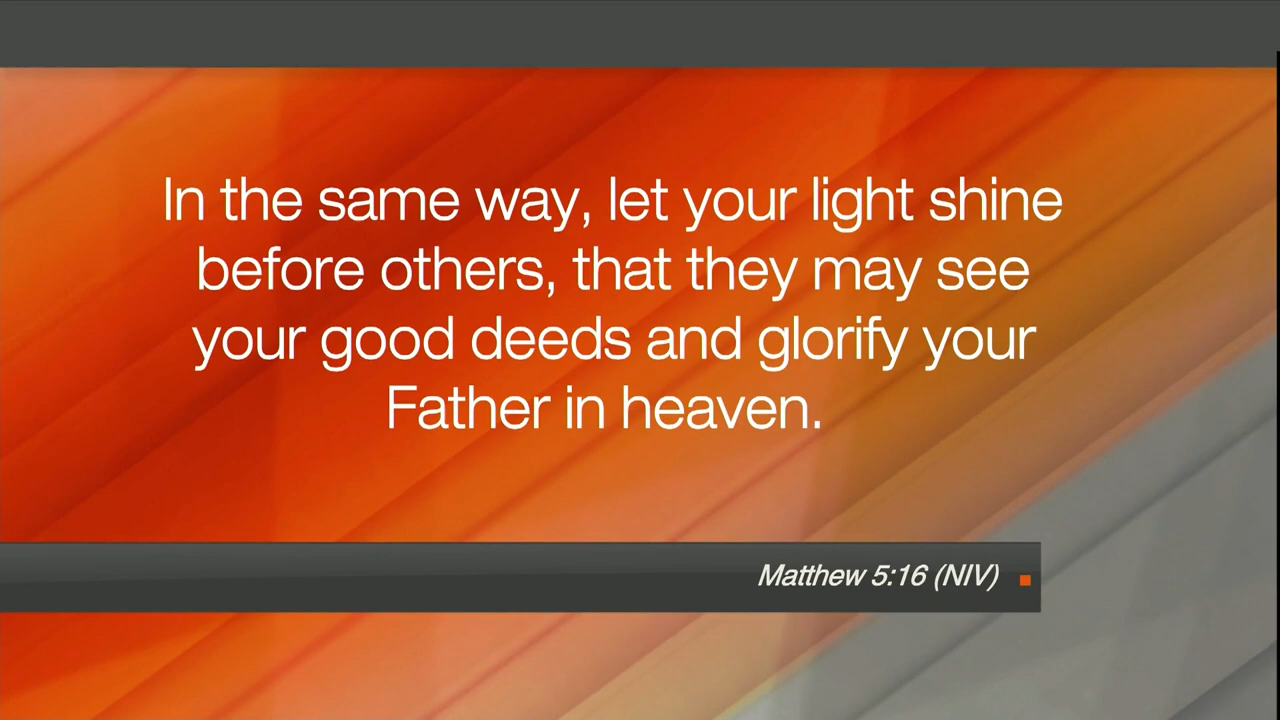 In the same way, let your light shine
before others, that they may see
your good deeds and glorify your
Father in heaven.
Matthew 5:16 (NIV)